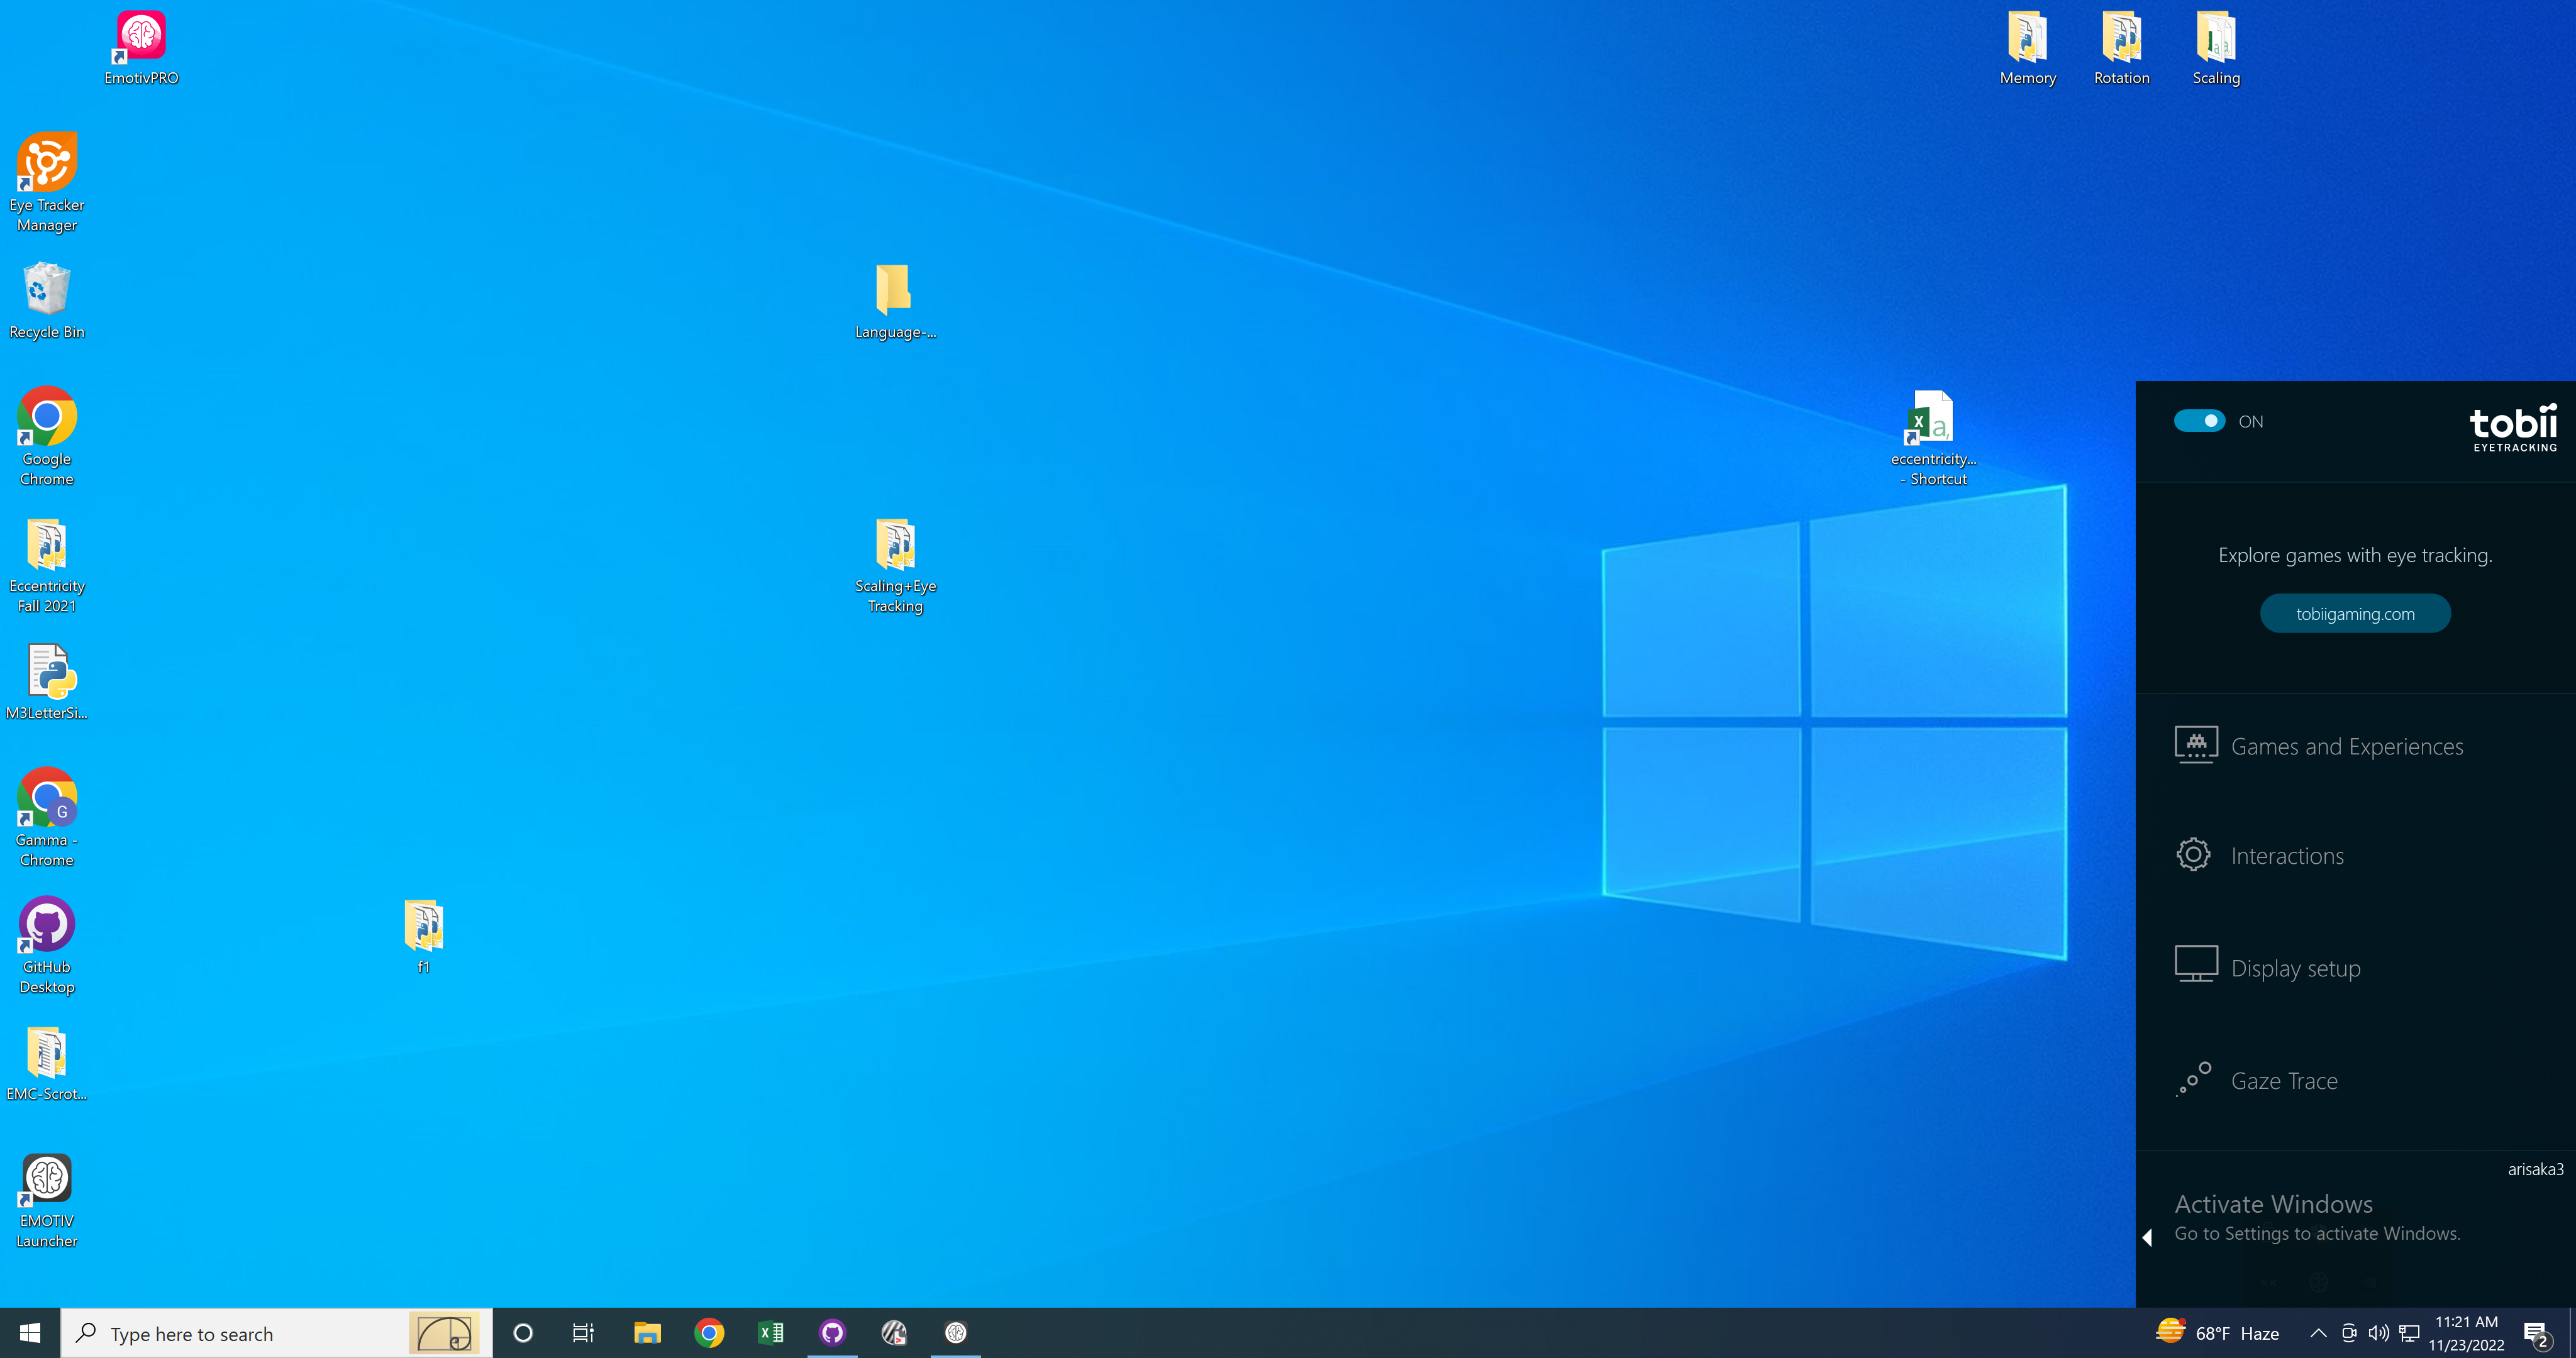 EmotivPRO
Memory
Rotation
Scaling
Eye Tracker
Manager
Recycle Bin
Language-...
Google
Chrome
eccentricity...
- Shortcut
ON
tobii
EYETRACKING
Eccentricity
Fall 2021
Scaling+Eye
Tracking
Explore games with eye tracking.
tobiigaming.com
M3LetterSi...
Games and Experiences
G
Gamma -
Chrome
Interactions
GitHub
Desktop
f1
Display setup
EMC-Scrot...
Gaze Trace
arisaka3
EMOTIV
Launcher
Activate Windows
Go to Settings to activate Windows.
Type here to search
68°F Haze
11:21 AM
11/23/2022
2